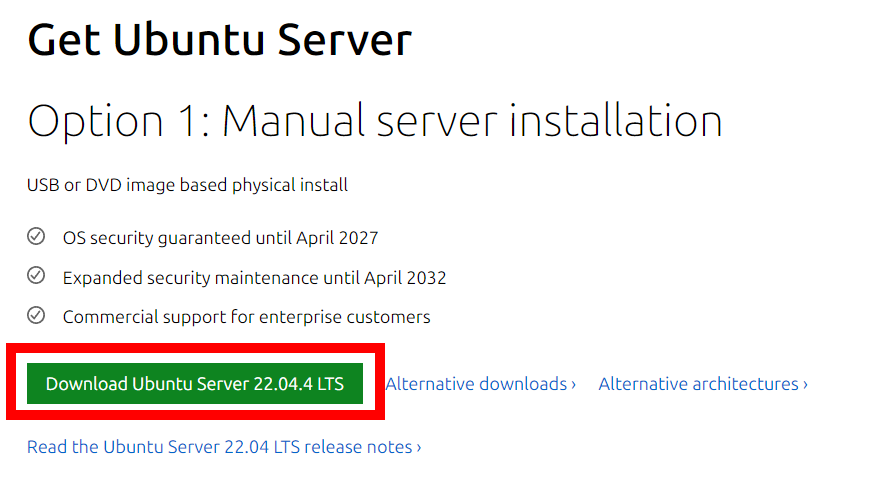 Get Ubuntu Server
Option 1: Manual server installation
USB or DVD image based physical install
OS security guaranteed until April 2027
Expanded security maintenance until April 2032
Commercial support for enterprise customers
Download Ubuntu Server 22.04.4 LTS Alternative downloads › Alternative architectures ›
Read the Ubuntu Server 22.04 LTS release notes ›